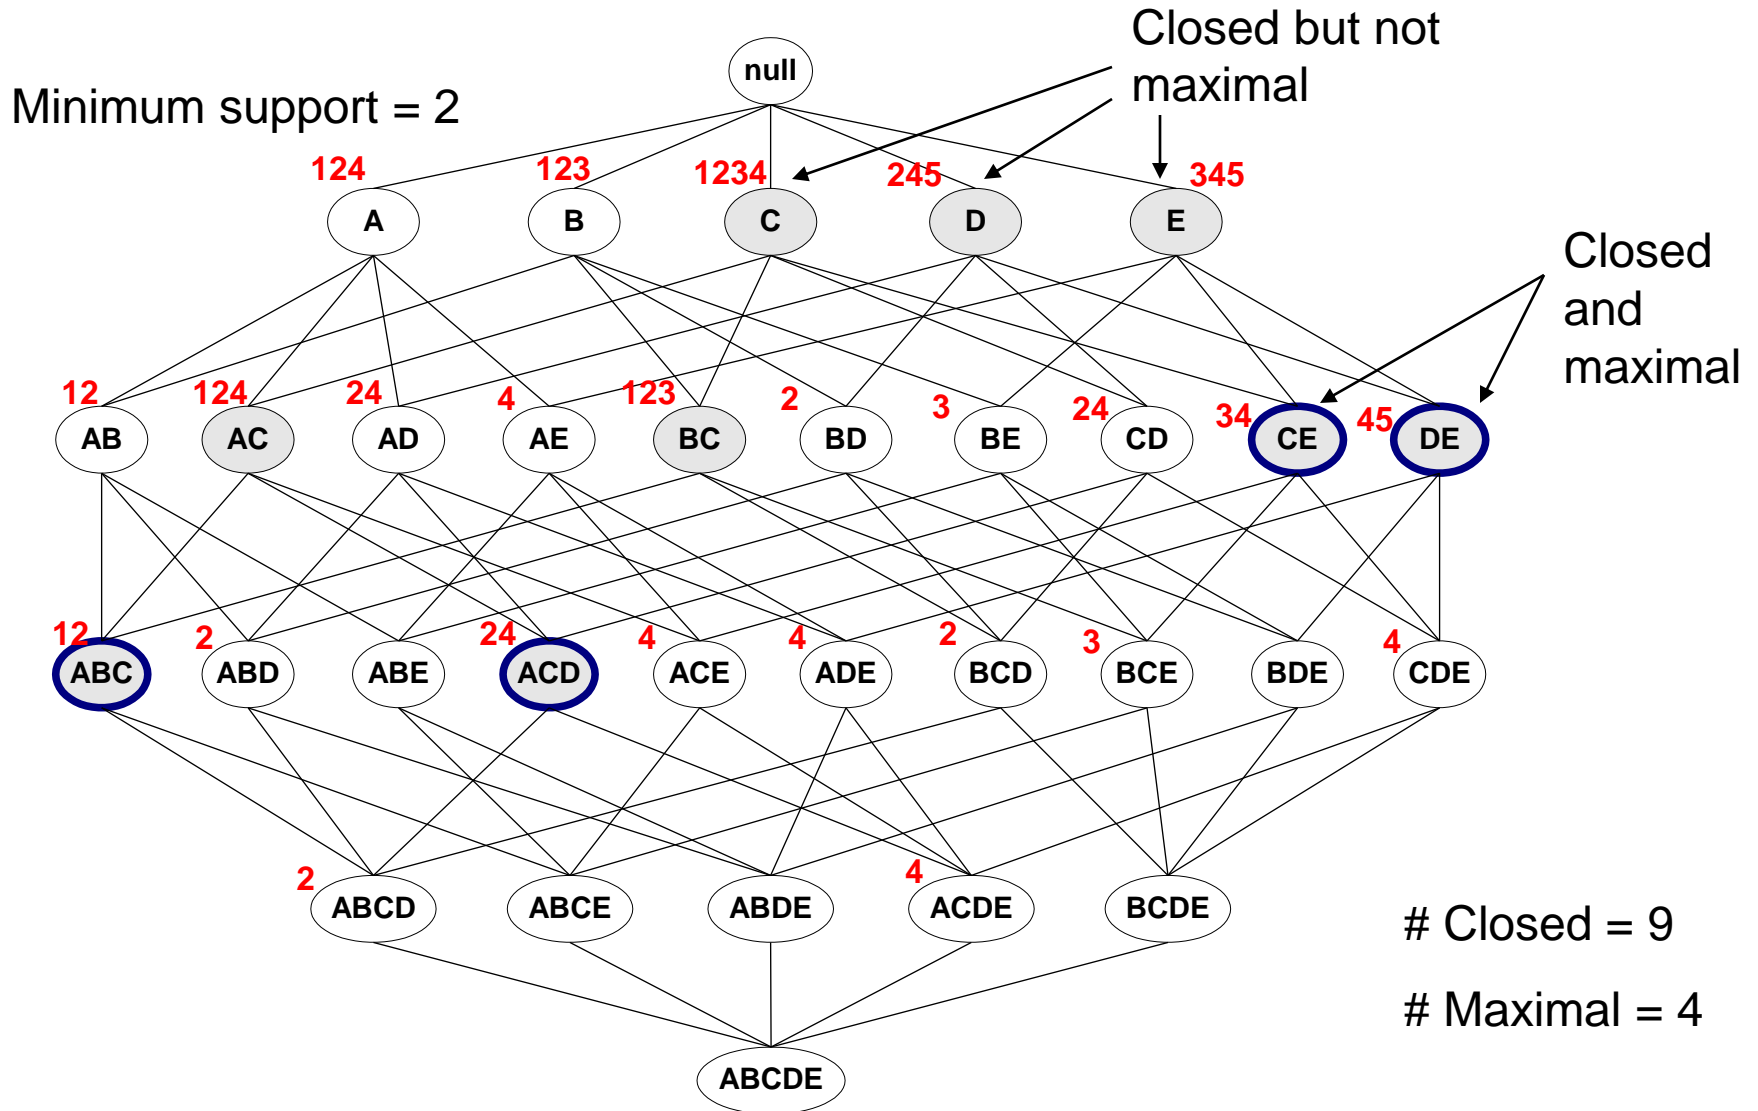 Closed but not
maximal
null
Minimum support = 2
124 123 1234 245 345
A B C D E
Closed
and
maximal
12 124 24 4 123 2 3 24 34 45
AB AC AD AE BC BD BE CD CE DE
12 2 24 4 4 2 3 4
ABC ABD ABE ACD ACE ADE BCD BCE BDE CDE
2 4
ABCD ABCE ABDE ACDE BCDE
# Closed = 9
# Maximal = 4
ABCDE